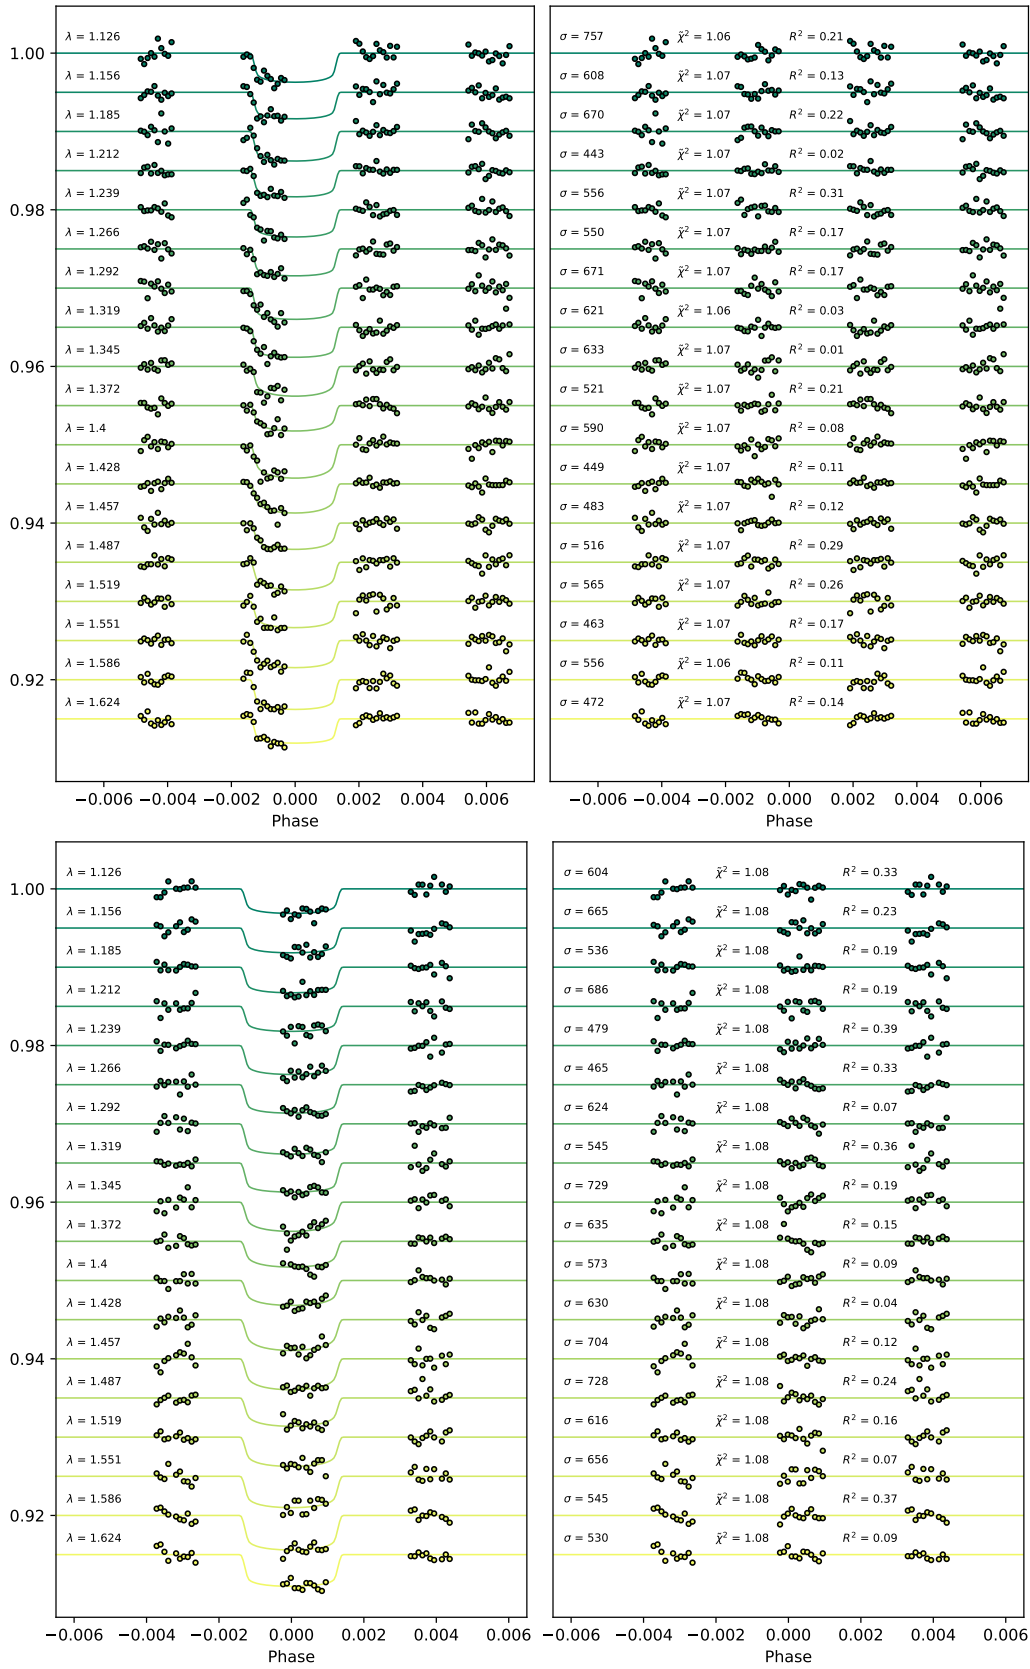 λ = 1.126
1.00
λ = 1.156
λ = 1.185
λ = 1.212
0.98
λ = 1.239
λ = 1.266
λ = 1.292
λ = 1.319
0.96
λ = 1.345
λ = 1.372
λ = 1.4
λ = 1.428
0.94
λ = 1.457
λ = 1.487
λ = 1.519
λ = 1.551
0.92
λ = 1.586
λ = 1.624
−0.006 −0.004 −0.002 0.000 0.002 0.004 0.006
Phase
σ = 757 χ̃² = 1.06 R² = 0.21
σ = 608 χ̃² = 1.07 R² = 0.13
σ = 670 χ̃² = 1.07 R² = 0.22
σ = 443 χ̃² = 1.07 R² = 0.02
σ = 556 χ̃² = 1.07 R² = 0.31
σ = 550 χ̃² = 1.07 R² = 0.17
σ = 671 χ̃² = 1.07 R² = 0.17
σ = 621 χ̃² = 1.06 R² = 0.03
σ = 633 χ̃² = 1.07 R² = 0.01
σ = 521 χ̃² = 1.07 R² = 0.21
σ = 590 χ̃² = 1.07 R² = 0.08
σ = 449 χ̃² = 1.07 R² = 0.11
σ = 483 χ̃² = 1.07 R² = 0.12
σ = 516 χ̃² = 1.07 R² = 0.29
σ = 565 χ̃² = 1.07 R² = 0.26
σ = 463 χ̃² = 1.07 R² = 0.17
σ = 556 χ̃² = 1.06 R² = 0.11
σ = 472 χ̃² = 1.07 R² = 0.14
−0.006 −0.004 −0.002 0.000 0.002 0.004 0.006
Phase
λ = 1.126
1.00
λ = 1.156
λ = 1.185
λ = 1.212
0.98
λ = 1.239
λ = 1.266
λ = 1.292
λ = 1.319
0.96
λ = 1.345
λ = 1.372
λ = 1.4
λ = 1.428
0.94
λ = 1.457
λ = 1.487
λ = 1.519
λ = 1.551
0.92
λ = 1.586
λ = 1.624
−0.006 −0.004 −0.002 0.000 0.002 0.004 0.006
Phase
σ = 604 χ̃² = 1.08 R² = 0.33
σ = 665 χ̃² = 1.08 R² = 0.23
σ = 536 χ̃² = 1.08 R² = 0.19
σ = 686 χ̃² = 1.08 R² = 0.19
σ = 479 χ̃² = 1.08 R² = 0.39
σ = 465 χ̃² = 1.08 R² = 0.33
σ = 624 χ̃² = 1.08 R² = 0.07
σ = 545 χ̃² = 1.08 R² = 0.36
σ = 729 χ̃² = 1.08 R² = 0.19
σ = 635 χ̃² = 1.08 R² = 0.15
σ = 573 χ̃² = 1.08 R² = 0.09
σ = 630 χ̃² = 1.08 R² = 0.04
σ = 704 χ̃² = 1.08 R² = 0.12
σ = 728 χ̃² = 1.08 R² = 0.24
σ = 616 χ̃² = 1.08 R² = 0.16
σ = 656 χ̃² = 1.08 R² = 0.07
σ = 545 χ̃² = 1.08 R² = 0.37
σ = 530 χ̃² = 1.08 R² = 0.09
−0.006 −0.004 −0.002 0.000 0.002 0.004 0.006
Phase